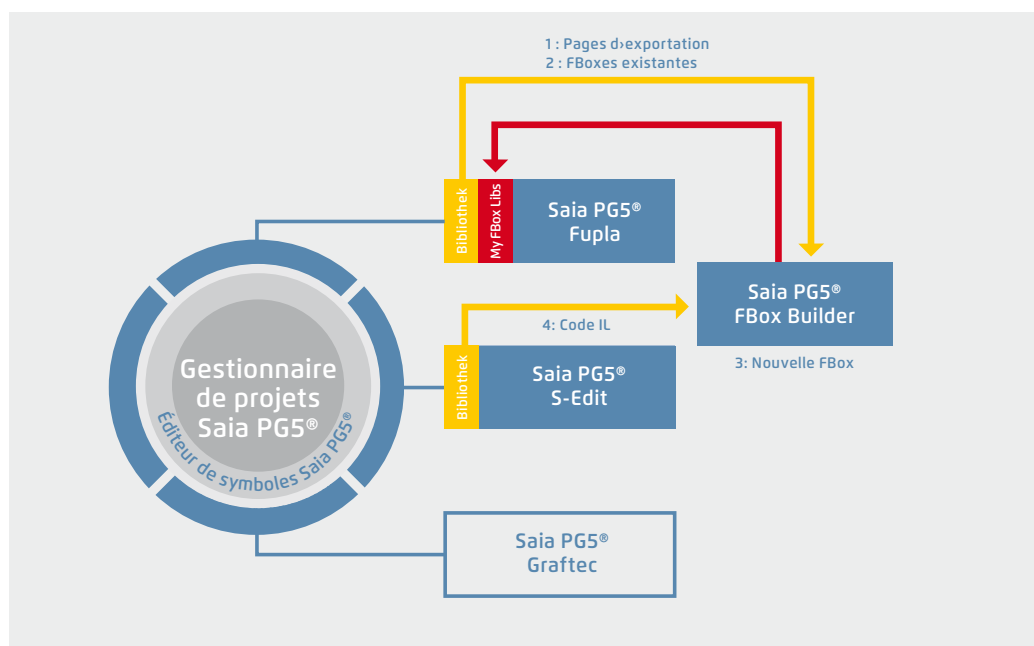 1 : Pages d›exportation
2 : FBoxes existantes
Bibliothek
My FBox Libs
Saia PG5®
Fupla
Saia PG5®
FBox Builder
4: Code IL
3: Nouvelle FBox
Bibliothek
Saia PG5®
S-Edit
Gestionnaire
de projets
Saia PG5®
Éditeur de symboles Saia PG5®
Saia PG5®
Graftec